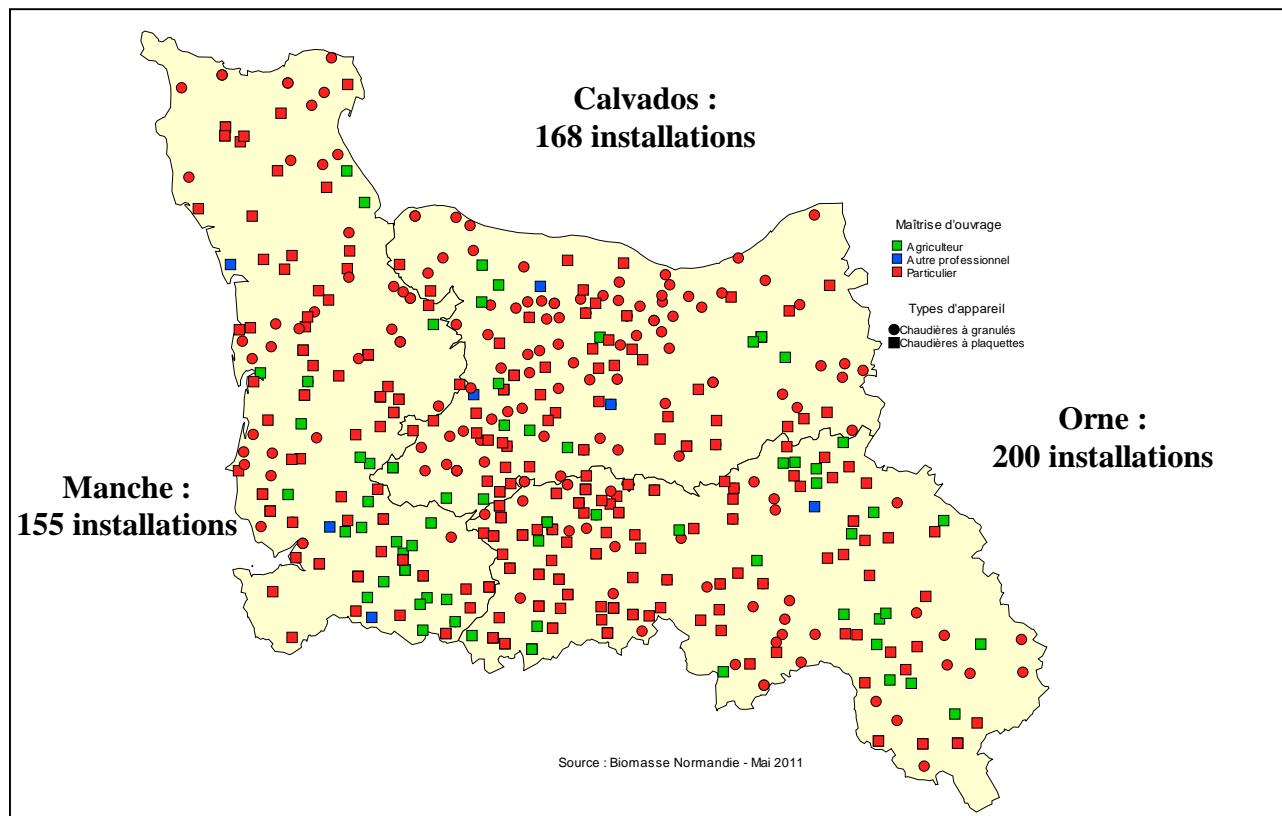 Calvados :
168 installations
Maîtrise d'ouvrage
Agriculteur
Autre professionnel
Particulier
Types d'appareil
Chaudières à granulés
Chaudières à plaquettes
Orne :
200 installations
Manche :
155 installations
Source : Biomasse Normandie - Mai 2011